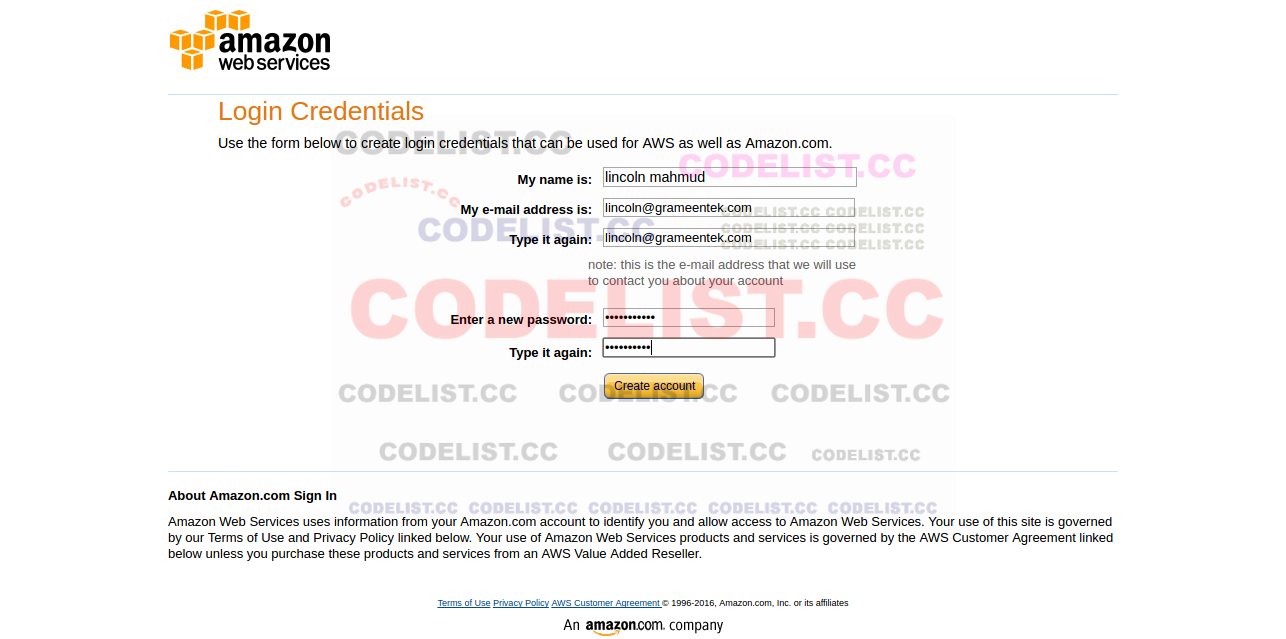 amazon
web services
Login Credentials
CODELIST.CC
Use the form below to create login credentials that can be used for AWS as well as Amazon.com.
CODELIST.CC
My name is: lincoln mahmud
CODELIST.CC
My e-mail address is: lincoln@grameentek.com
CODELIST.CC CODELIST.CC
CODELIST.CC
CODELIST.CC CODELIST.CC
Type it again: lincoln@grameentek.com
CODELIST.CC CODELIST.CC
note: this is the e-mail address that we will use
to contact you about your account
CODELIST.CC
Enter a new password: •••••••••••
Type it again: ••••••••••
Create account
CODELIST.CC CODELIST.CC CODELIST.CC
CODELIST.CC CODELIST.CC CODELIST.CC
About Amazon.com Sign In
CODELIST.CC CODELIST.CC CODELIST.CC CODELIST.CC CODELIST.CC
Amazon Web Services uses information from your Amazon.com account to identify you and allow access to Amazon Web Services. Your use of this site is governed
by our Terms of Use and Privacy Policy linked below. Your use of Amazon Web Services products and services is governed by the AWS Customer Agreement linked
below unless you purchase these products and services from an AWS Value Added Reseller.
Terms of Use Privacy Policy AWS Customer Agreement © 1996-2016, Amazon.com, Inc. or its affiliates
An amazon.com. company